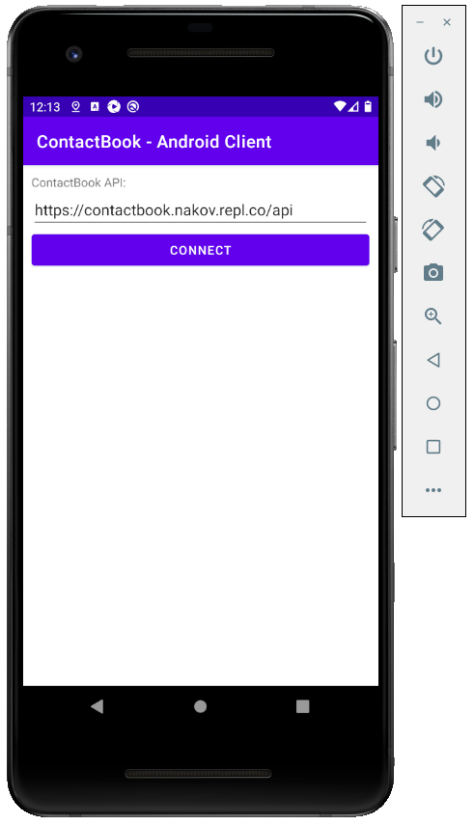 12:13
ContactBook - Android Client
ContactBook API:
https://contactbook.nakov.repl.co/api
CONNECT